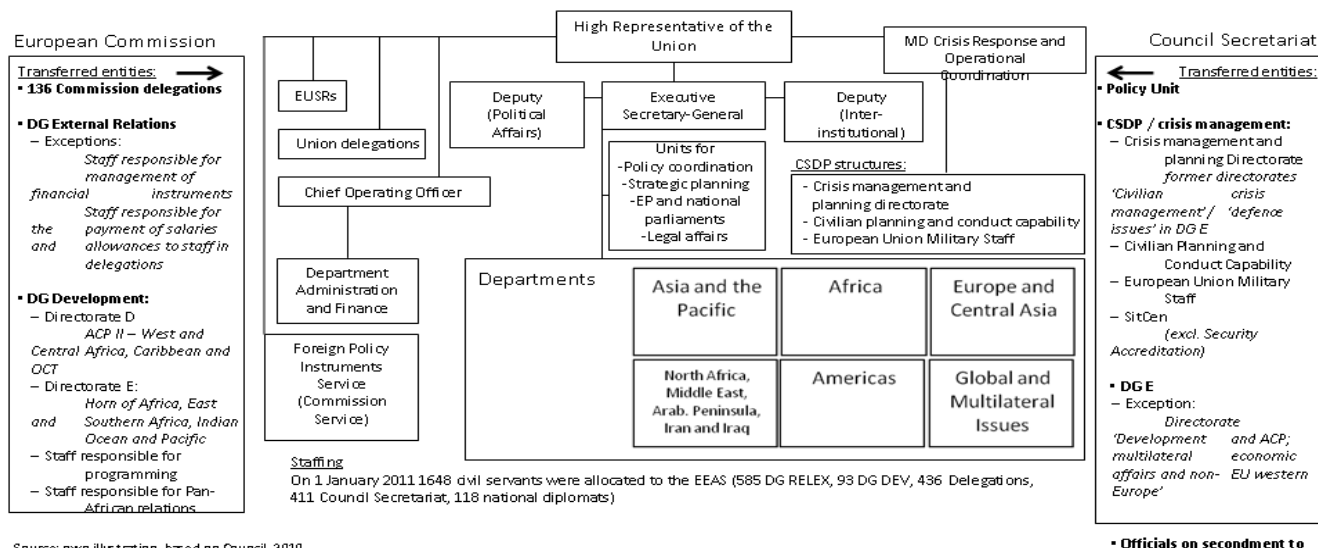 European Commission
Transferred entities:
▪ 136 Commission delegations
▪ DG External Relations
– Exceptions:
Staff responsible for
management of
financial instruments
Staff responsible for
the payment of salaries
and allowances to staff in
delegations
▪ DG Development:
– Directorate D
ACP II – West and
Central Africa, Caribbean and
OCT
– Directorate E:
Horn of Africa, East
and Southern Africa, Indian
Ocean and Pacific
– Staff responsible for
programming
– Staff responsible for Pan-
African relations
High Representative of the
Union
MD Crisis Response and
Operational
Coordination
EUSRs
Union delegations
Chief Operating Officer
Department
Administration
and Finance
Foreign Policy
Instruments
Service
(Commission
Service)
Deputy
(Political
Affairs)
Executive
Secretary-General
Deputy
(Inter-
institutional)
Units for
-Policy coordination
-Strategic planning
-EP and national
parliaments
-Legal affairs
CSDP structures:
- Crisis management and
planning directorate
- Civilian planning and conduct capability
- European Union Military Staff
Departments
Asia and the
Pacific
Africa
Europe and
Central Asia
North Africa,
Middle East,
Arab. Peninsula,
Iran and Iraq
Americas
Global and
Multilateral
Issues
Staffing
On 1 January 2011 1648 civil servants were allocated to the EEAS (585 DG RELEX, 93 DG DEV, 436 Delegations,
411 Council Secretariat, 118 national diplomats)
Council Secretariat
Transferred entities:
▪ Policy Unit
▪ CSDP / crisis management:
– Crisis management and
planning Directorate
former directorates
‘Civilian crisis
management’/ ‘defence
issues’ in DG E
– Civilian Planning and
Conduct Capability
– European Union Military
Staff
– SitCen
(excl. Security
Accreditation)
▪ DG E
– Exception:
Directorate
‘Development and ACP;
multilateral economic
affairs and non- EU western
Europe’
▪ Officials on secondment to
Source: own illustration, based on Council, 2010